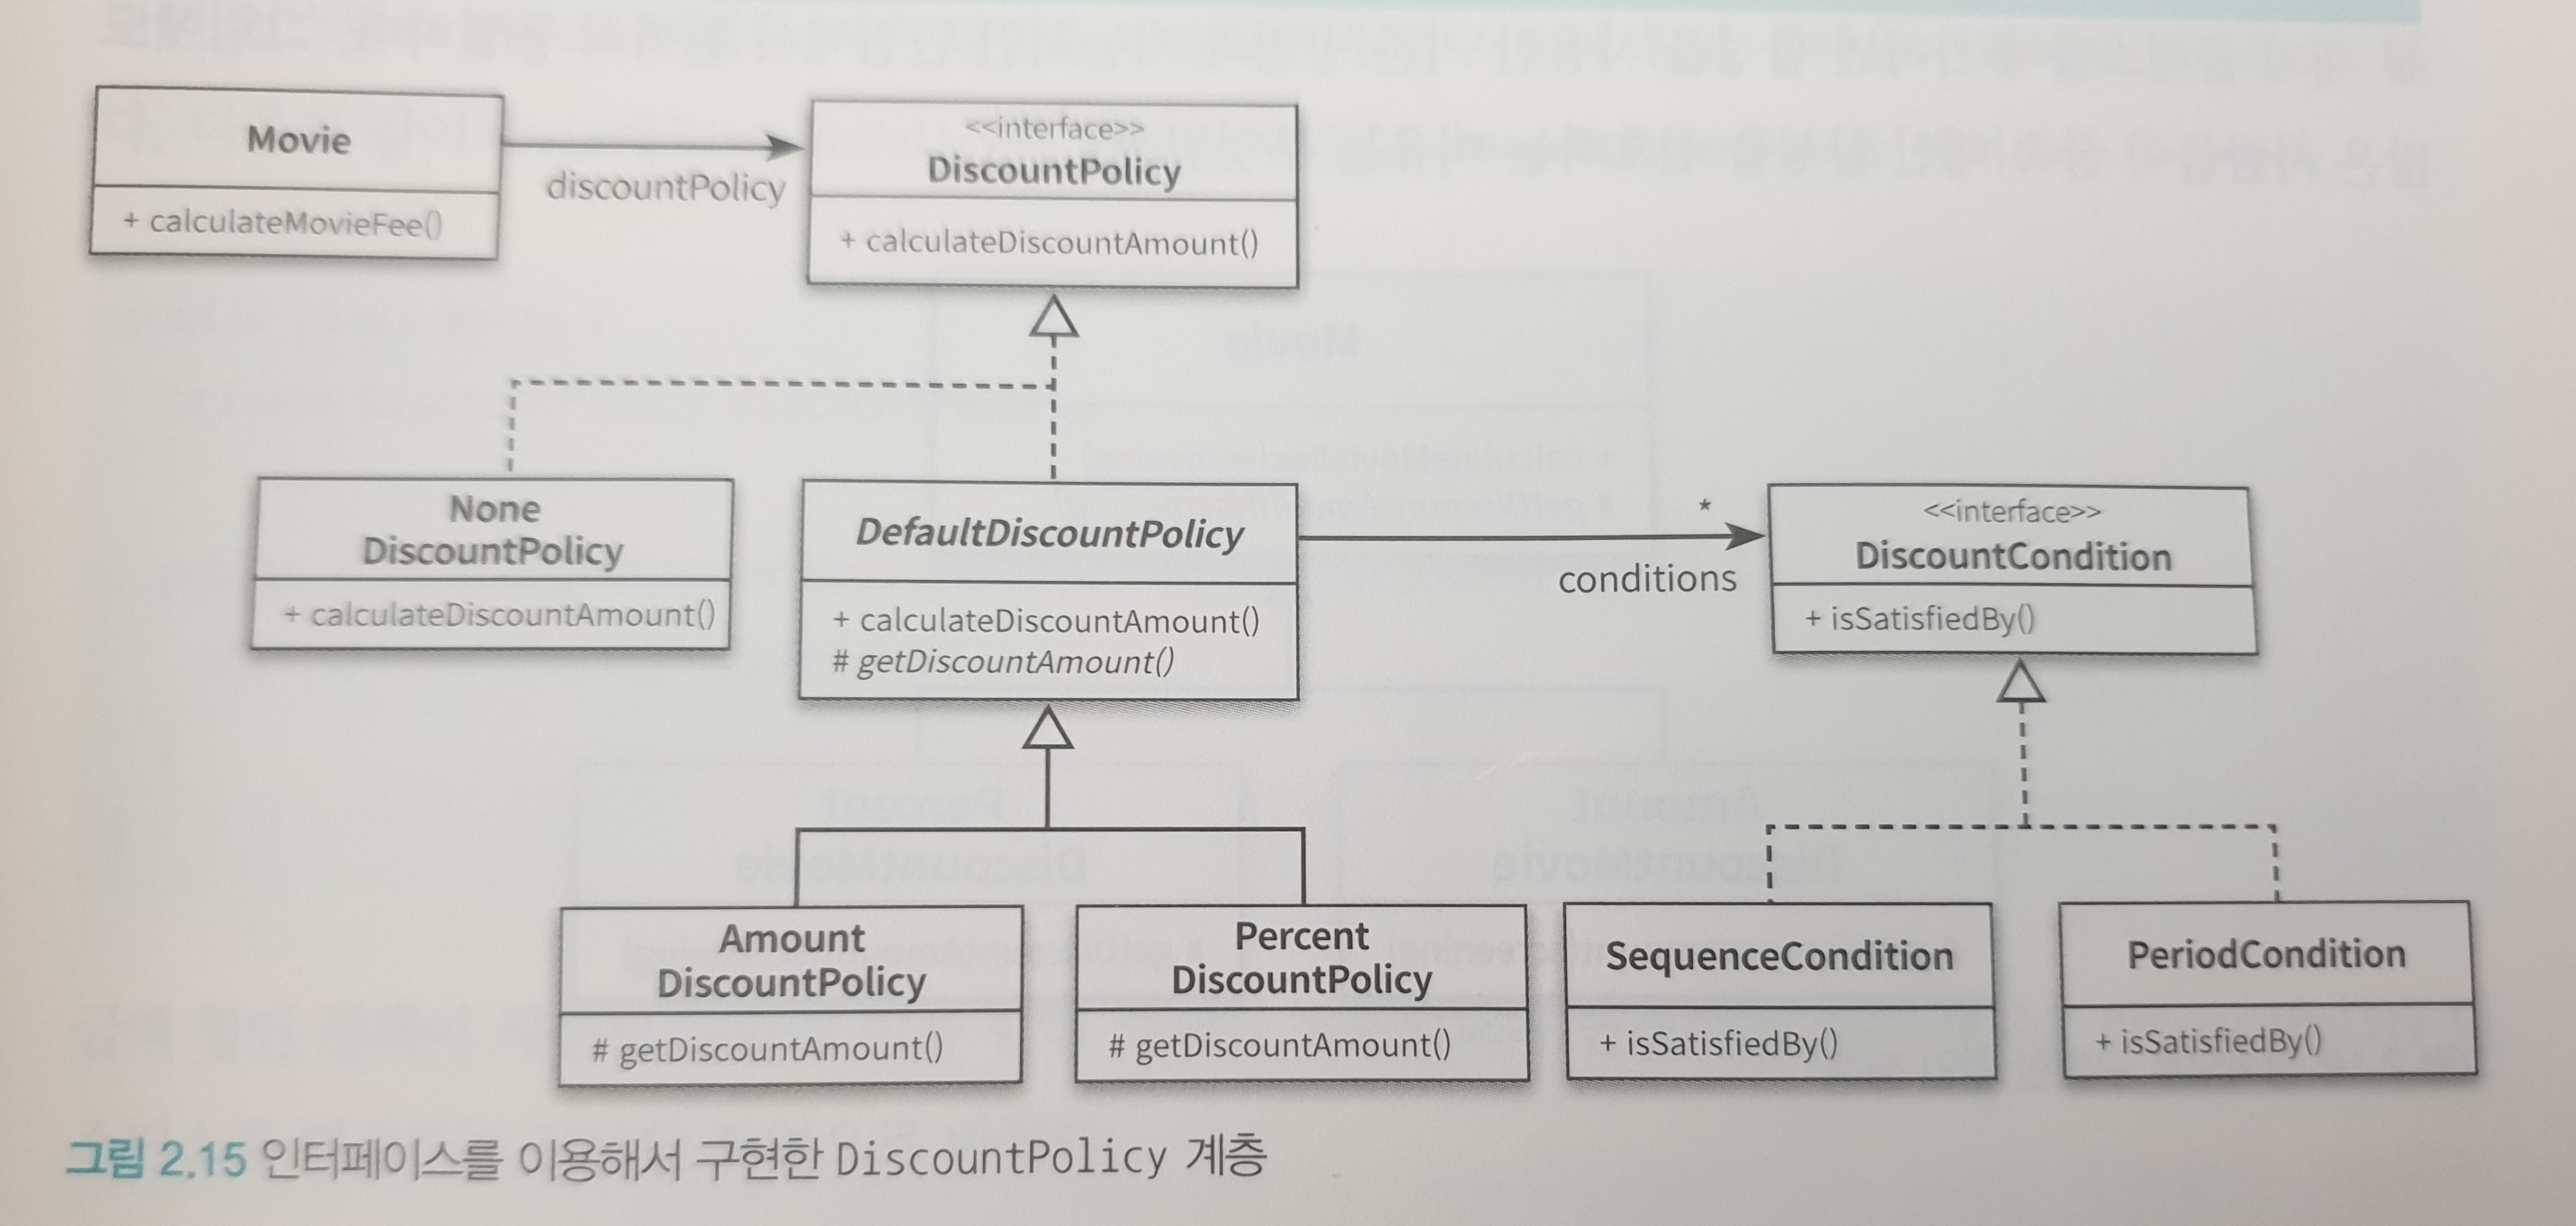 Movie
+ calculateMovieFee()
discountPolicy
<<interface>>
DiscountPolicy
+ calculateDiscountAmount()
None
DiscountPolicy
+ calculateDiscountAmount()
DefaultDiscountPolicy
+ calculateDiscountAmount()
# getDiscountAmount()
*
conditions
<<interface>>
DiscountCondition
+ isSatisfiedBy()
Amount
DiscountPolicy
# getDiscountAmount()
Percent
DiscountPolicy
# getDiscountAmount()
SequenceCondition
+ isSatisfiedBy()
PeriodCondition
+ isSatisfiedBy()
그림 2.15 인터페이스를 이용해서 구현한 DiscountPolicy 계층